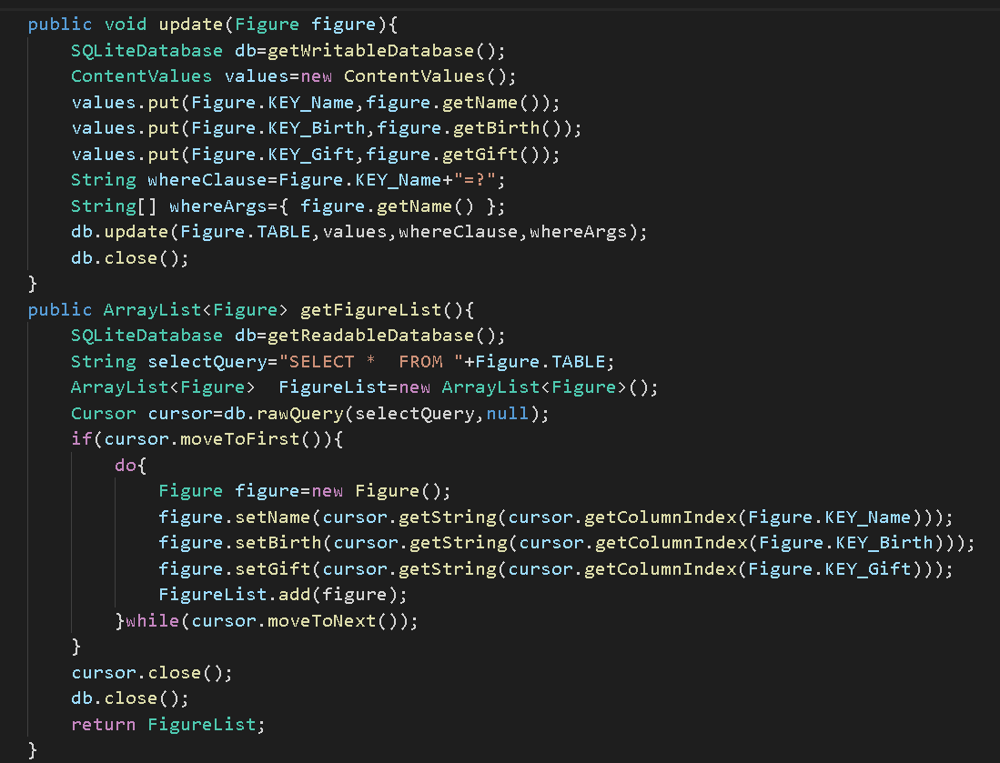 public void update(Figure figure){
    SQLiteDatabase db=getWritableDatabase();
    ContentValues values=new ContentValues();
    values.put(Figure.KEY_Name,figure.getName());
    values.put(Figure.KEY_Birth,figure.getBirth());
    values.put(Figure.KEY_Gift,figure.getGift());
    String whereClause=Figure.KEY_Name+"=?";
    String[] whereArgs={ figure.getName() };
    db.update(Figure.TABLE,values,whereClause,whereArgs);
    db.close();
}
public ArrayList<Figure> getFigureList(){
    SQLiteDatabase db=getReadableDatabase();
    String selectQuery="SELECT *  FROM "+Figure.TABLE;
    ArrayList<Figure>  FigureList=new ArrayList<Figure>();
    Cursor cursor=db.rawQuery(selectQuery,null);
    if(cursor.moveToFirst()){
        do{
            Figure figure=new Figure();
            figure.setName(cursor.getString(cursor.getColumnIndex(Figure.KEY_Name)));
            figure.setBirth(cursor.getString(cursor.getColumnIndex(Figure.KEY_Birth)));
            figure.setGift(cursor.getString(cursor.getColumnIndex(Figure.KEY_Gift)));
            FigureList.add(figure);
        }while(cursor.moveToNext());
    }
    cursor.close();
    db.close();
    return FigureList;
}